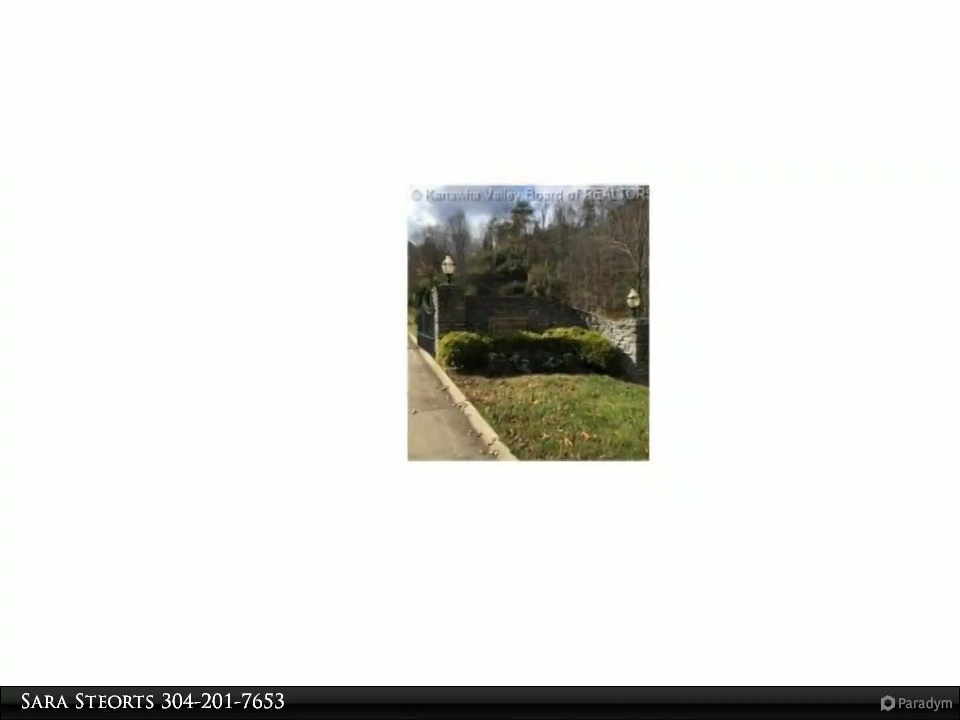 © Kanawha Valley Board of REALTORS
SARA STEORTS 304-201-7653
Paradym